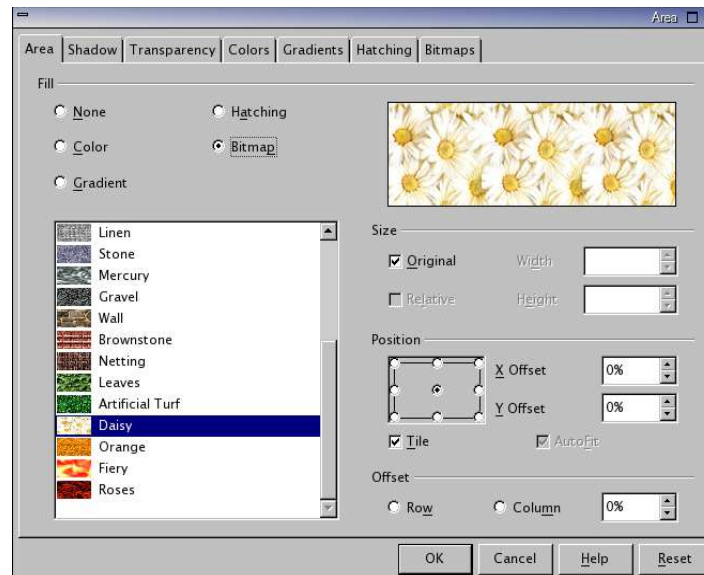 Area
Area Shadow Transparency Colors Gradients Hatching Bitmaps
Fill
None
Hatching
Color
Bitmap
Gradient
Linen
Stone
Mercury
Gravel
Wall
Brownstone
Netting
Leaves
Artificial Turf
Daisy
Orange
Fiery
Roses
Size
Original Width
Relative Height
Position
X Offset 0%
Y Offset 0%
Tile AutoFit
Offset
Row Column 0%
OK Cancel Help Reset